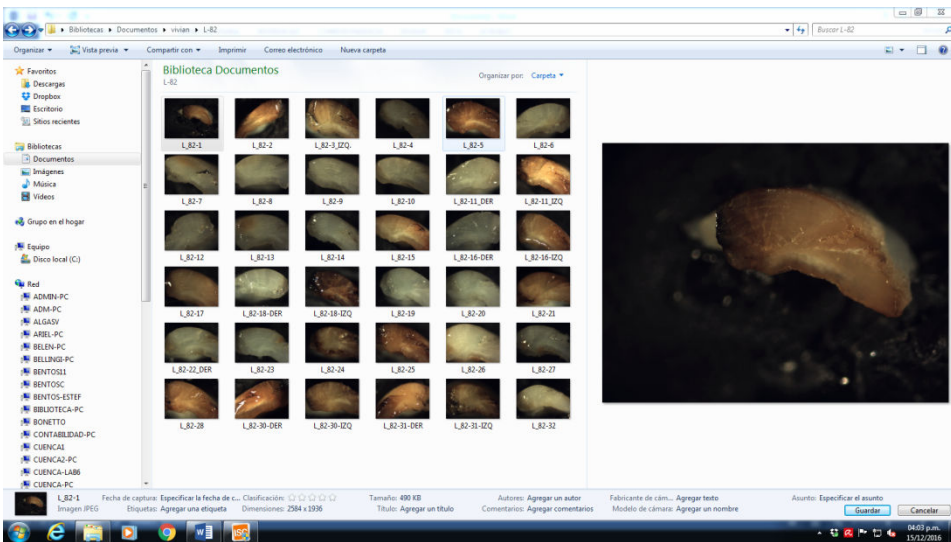 Bibliotecas ▸ Documentos ▸ vivian ▸ L-82
Buscar L-82
Organizar ▾ Vista previa ▾ Compartir con ▾ Imprimir Correo electrónico Nueva carpeta
Favoritos
Descargas
Dropbox
Escritorio
Sitios recientes
Bibliotecas
Documentos
Imágenes
Música
Vídeos
Grupo en el hogar
Equipo
Disco local (C:)
Red
ADMIN-PC
ADM-PC
ALGASV
ARIEL-PC
BELEN-PC
BELLINGI-PC
BENTOS11
BENTOSC
BENTOS-ESTEF
BIBLIOTECA-PC
BONETTO
CONTABILIDAD-PC
CUENCA1
CUENCA2-PC
CUENCA-LAB6
CUENCA-PC
Biblioteca Documentos
L-82
Organizar por: Carpeta ▾
L_82-1 L_82-2 L_82-3_IZQ. L_82-4 L_82-5 L_82-6
L_82-7 L_82-8 L_82-9 L_82-10 L_82-11_DER L_82-11_IZQ
L_82-12 L_82-13 L_82-14 L_82-15 L_82-16-DER L_82-16-IZQ
L_82-17 L_82-18-DER L_82-18-IZQ L_82-19 L_82-20 L_82-21
L_82-22_DER L_82-23 L_82-24 L_82-25 L_82-26 L_82-27
L_82-28 L_82-30-DER L_82-30-IZQ L_82-31-DER L_82-31-IZQ L_82-32
L_82-1 Fecha de captura: Especificar la fecha de c... Clasificación: ☆☆☆☆☆ Tamaño: 490 KB Autores: Agregar un autor Fabricante de cám... Agregar texto Asunto: Especificar el asunto
Imagen JPEG Etiquetas: Agregar una etiqueta Dimensiones: 2584 x 1936 Título: Agregar un título Comentarios: Agregar comentarios Modelo de cámara: Agregar un nombre
Guardar Cancelar
04:03 p.m.
15/12/2016